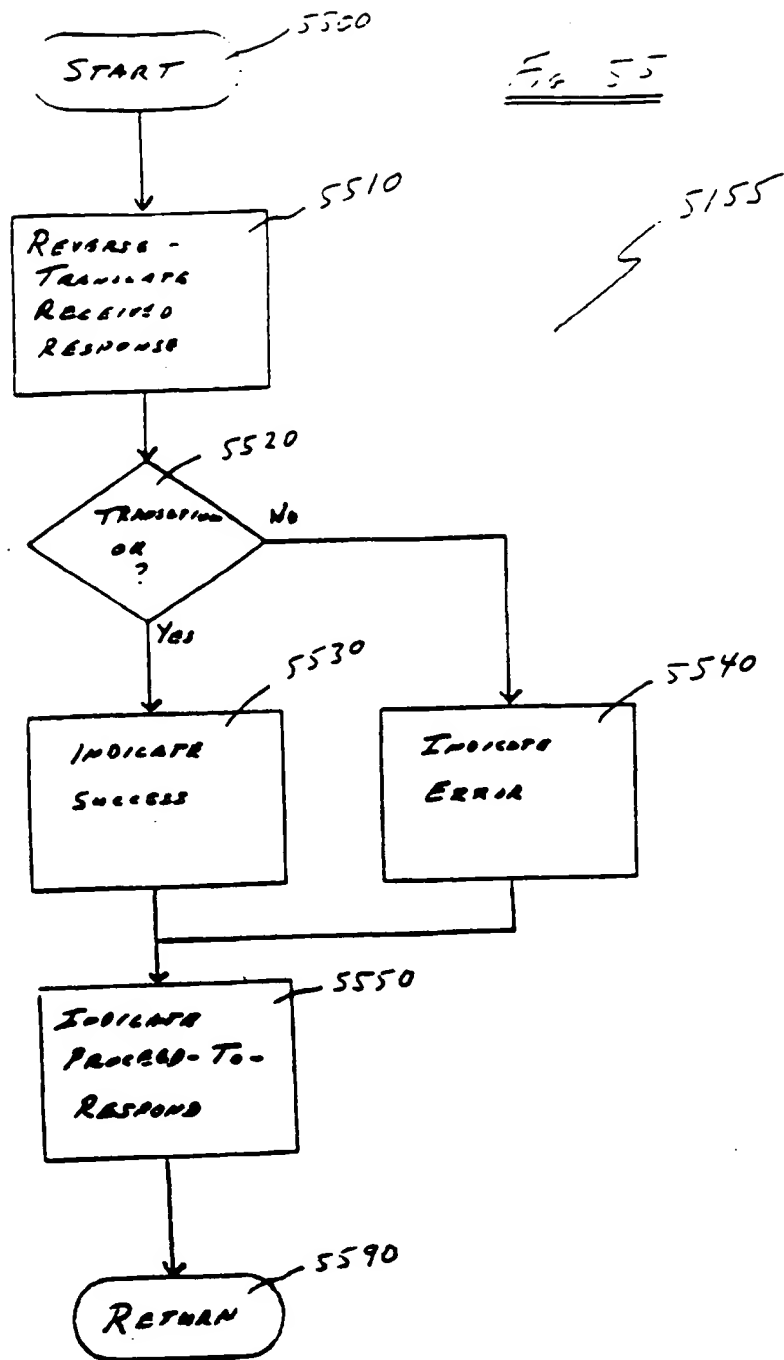 5500
START
Fig 55
5155
5510
REVERSE-
TRANSLATE
RECEIVED
RESPONSE
5520
OK
?
No
Yes
5530
INDICATE
SUCCESS
5540
INDICATE
ERROR
5550
INDICATE
PROCEED-TO-
RESPOND
5590
RETURN